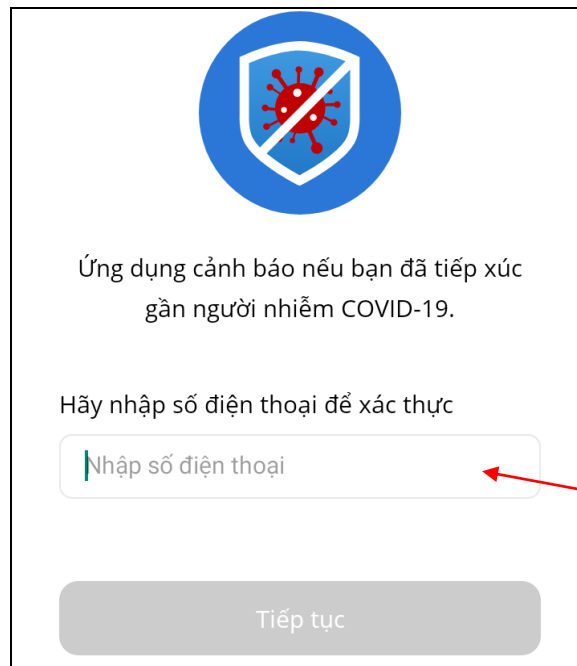 Ứng dụng cảnh báo nếu bạn đã tiếp xúc
gần người nhiễm COVID-19.
Hãy nhập số điện thoại để xác thực
Nhập số điện thoại
Tiếp tục